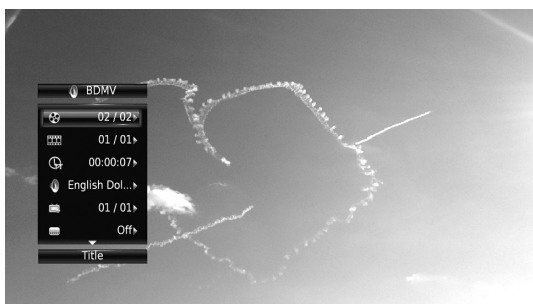 BDMV
02 / 02
01 / 01
00:00:07
English Dol...
01 / 01
Off
Title